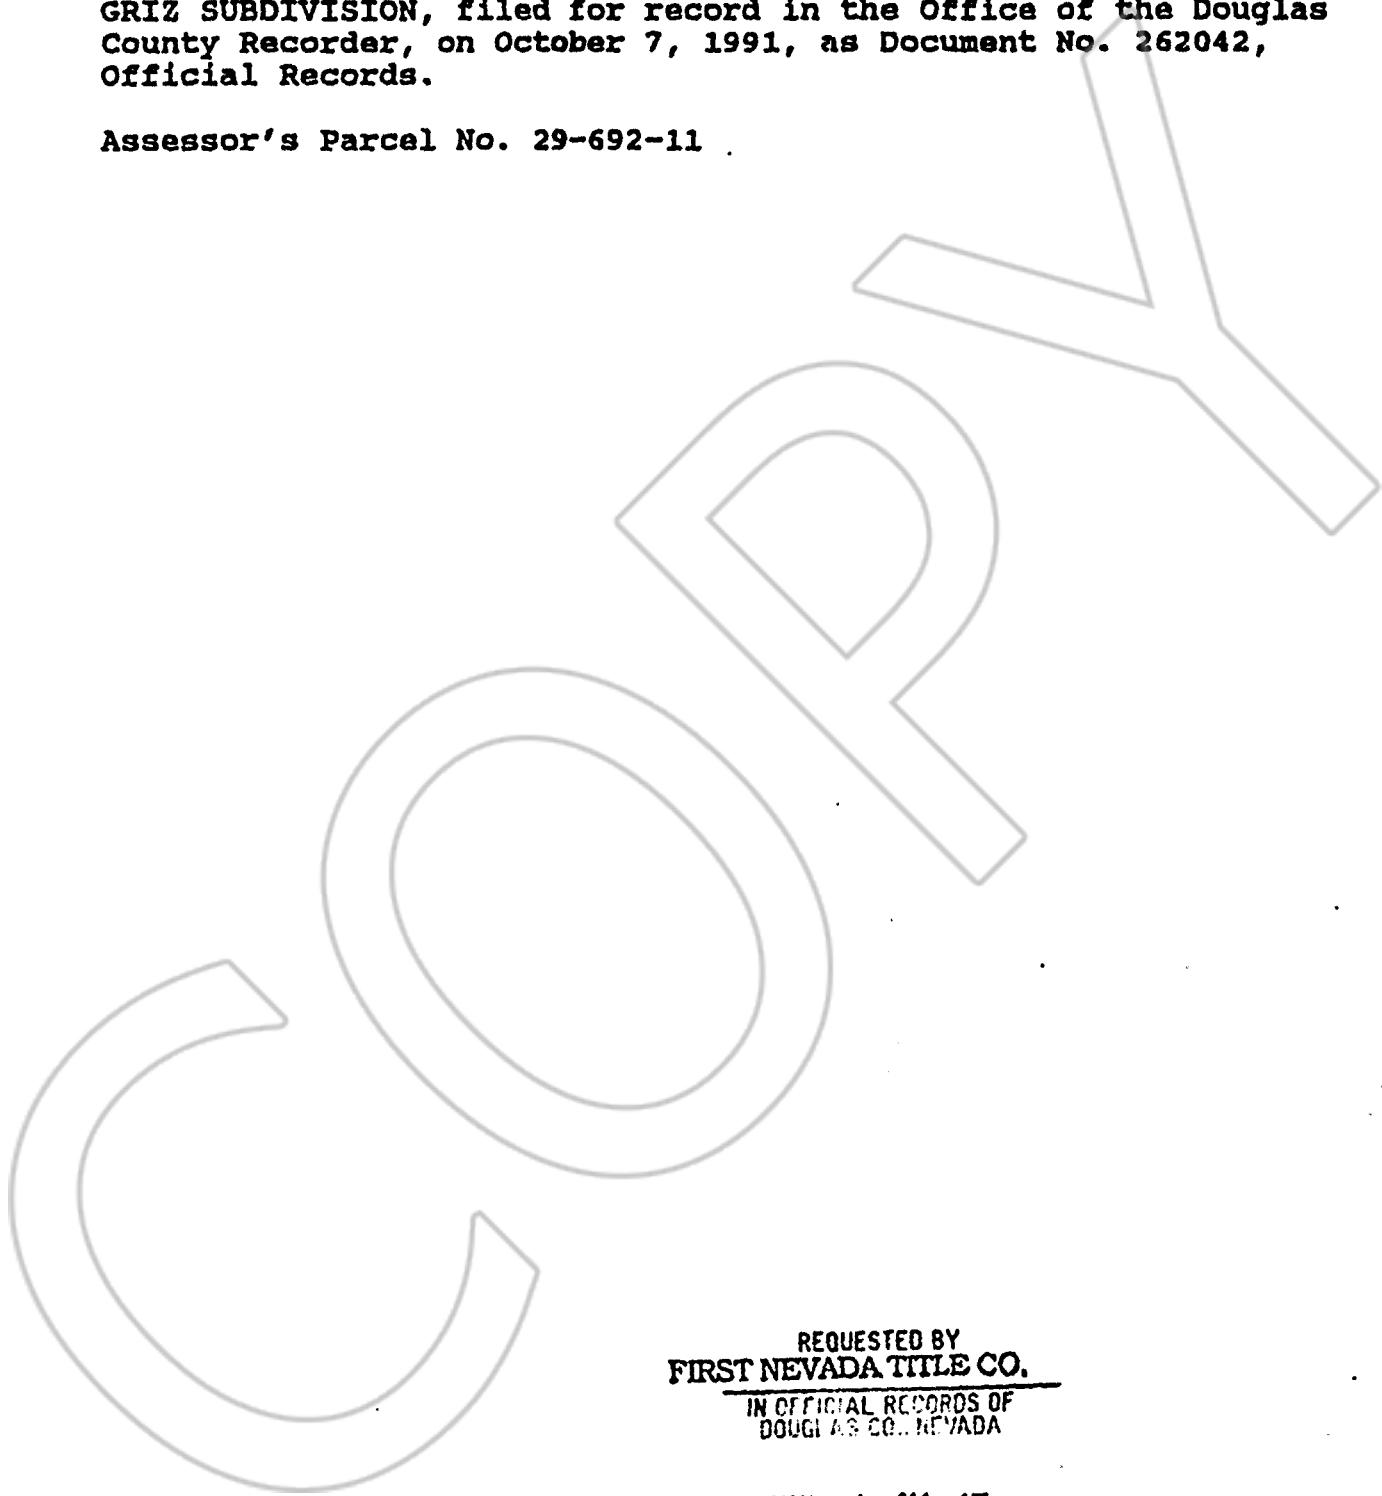 GRIZ SUBDIVISION, filed for record in the Office of the Douglas
County Recorder, on October 7, 1991, as Document No. 262042,
Official Records.
Assessor's Parcel No. 29-692-11
COPY
REQUESTED BY
FIRST NEVADA TITLE CO.
IN OFFICIAL RECORDS OF
DOUGLAS CO., NEVADA